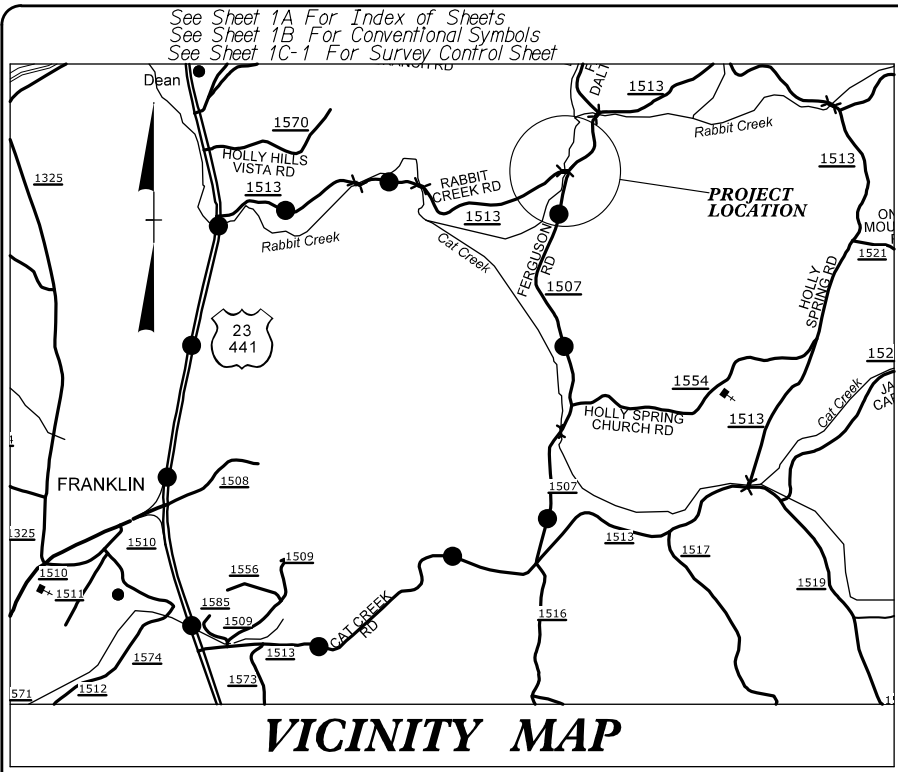 See Sheet 1A For Index of Sheets
See Sheet 1B For Conventional Symbols
See Sheet 1C-1 For Survey Control Sheet
Dean
1513
1570
Rabbit Creek
HOLLY HILLS
VISTA RD
1325
1513
RABBIT
CREEK RD
1513
1513
PROJECT
LOCATION
Rabbit Creek
Cat Creek
1521
FERGUSON
RD
1507
HOLLY
SPRING RD
23
441
1554
Cat Creek
HOLLY SPRING
CHURCH RD
1513
FRANKLIN
1508
1507
1510
1513
1517
1510
1511
1509
1556
1519
1585
1509
CAT CREEK
RD
1516
1513
1574
1573
1512
VICINITY MAP